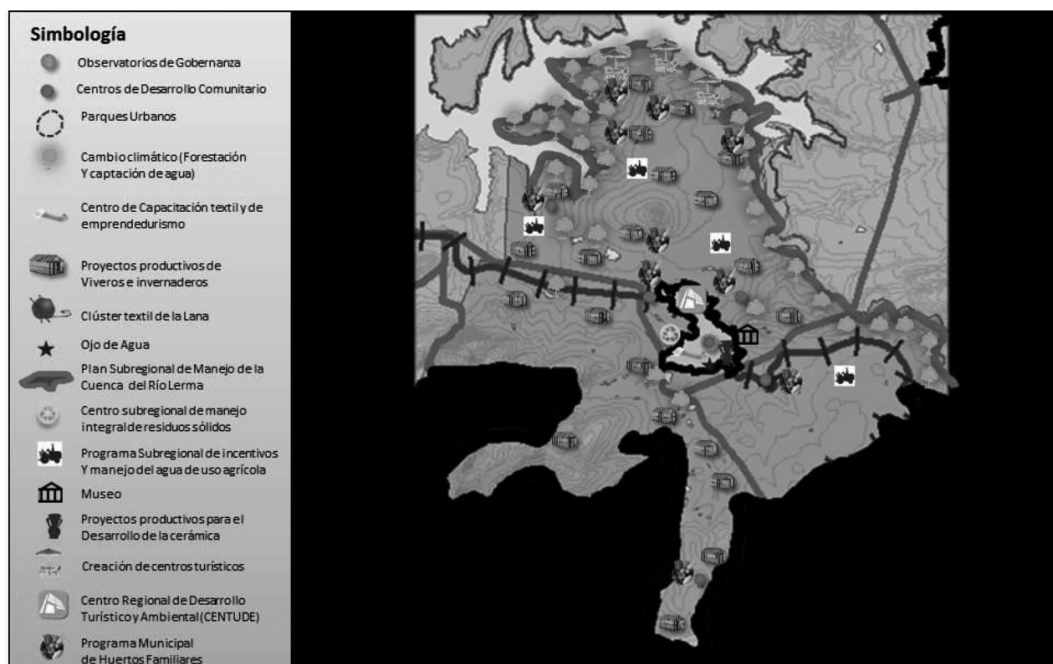 Simbología
Observatorios de Gobernanza
Centros de Desarrollo Comunitario
Parques Urbanos
Cambio climático (Forestación
Y captación de agua)
Centro de Capacitación textil y de
emprendedurismo
Proyectos productivos de
Viveros e invernaderos
Clúster textil de la Lana
Ojo de Agua
Plan Subregional de Manejo de la
Cuenca del Río Lerma
Centro subregional de manejo
integral de residuos sólidos
Programa Subregional de incentivos
Y manejo del agua de uso agrícola
Museo
Proyectos productivos para el
Desarrollo de la cerámica
Creación de centros turísticos
Centro Regional de Desarrollo
Turístico y Ambiental (CENTUDE)
Programa Municipal
de Huertos Familiares